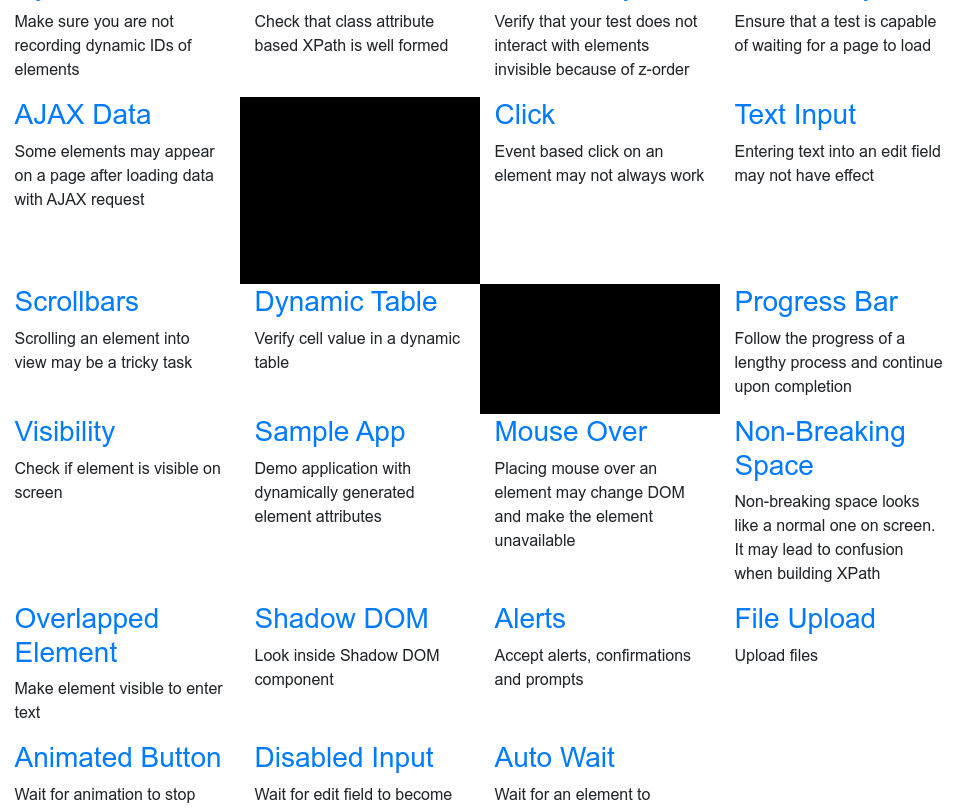 Make sure you are not
recording dynamic IDs of
elements
Check that class attribute
based XPath is well formed
Verify that your test does not
interact with elements
invisible because of z-order
Ensure that a test is capable
of waiting for a page to load
AJAX Data
Some elements may appear
on a page after loading data
with AJAX request
Click
Event based click on an
element may not always work
Text Input
Entering text into an edit field
may not have effect
Scrollbars
Scrolling an element into
view may be a tricky task
Dynamic Table
Verify cell value in a dynamic
table
Progress Bar
Follow the progress of a
lengthy process and continue
upon completion
Visibility
Check if element is visible on
screen
Sample App
Demo application with
dynamically generated
element attributes
Mouse Over
Placing mouse over an
element may change DOM
and make the element
unavailable
Non-Breaking
Space
Non-breaking space looks
like a normal one on screen.
It may lead to confusion
when building XPath
Overlapped
Element
Make element visible to enter
text
Shadow DOM
Look inside Shadow DOM
component
Alerts
Accept alerts, confirmations
and prompts
File Upload
Upload files
Animated Button
Wait for animation to stop
Disabled Input
Wait for edit field to become
Auto Wait
Wait for an element to